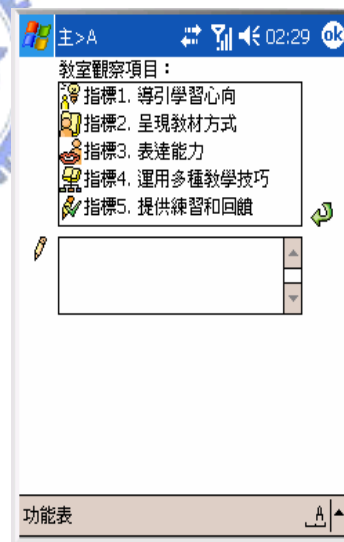 主>A 02:29 ok
教室觀察項目：
指標1. 導引學習心向
指標2. 呈現教材方式
指標3. 表達能力
指標4. 運用多種教學技巧
指標5. 提供練習和回饋
功能表 A